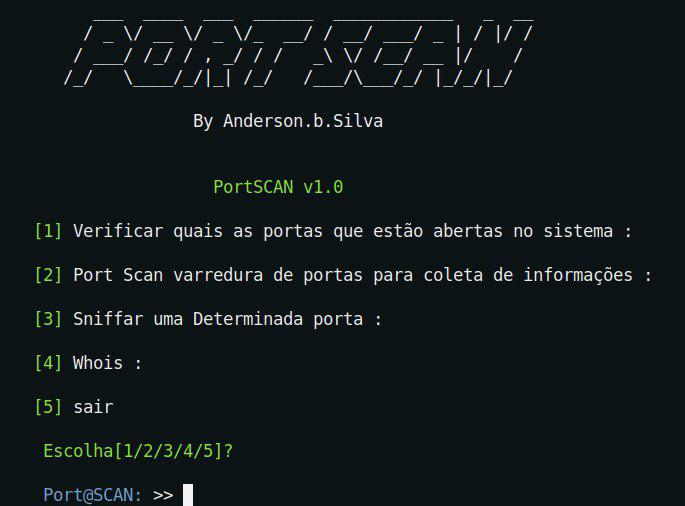 PORT SCAN
By Anderson.b.Silva
PortSCAN v1.0
[1] Verificar quais as portas que estão abertas no sistema :
[2] Port Scan varredura de portas para coleta de informações :
[3] Sniffar uma Determinada porta :
[4] Whois :
[5] sair
Escolha[1/2/3/4/5]?
Port@SCAN: >>